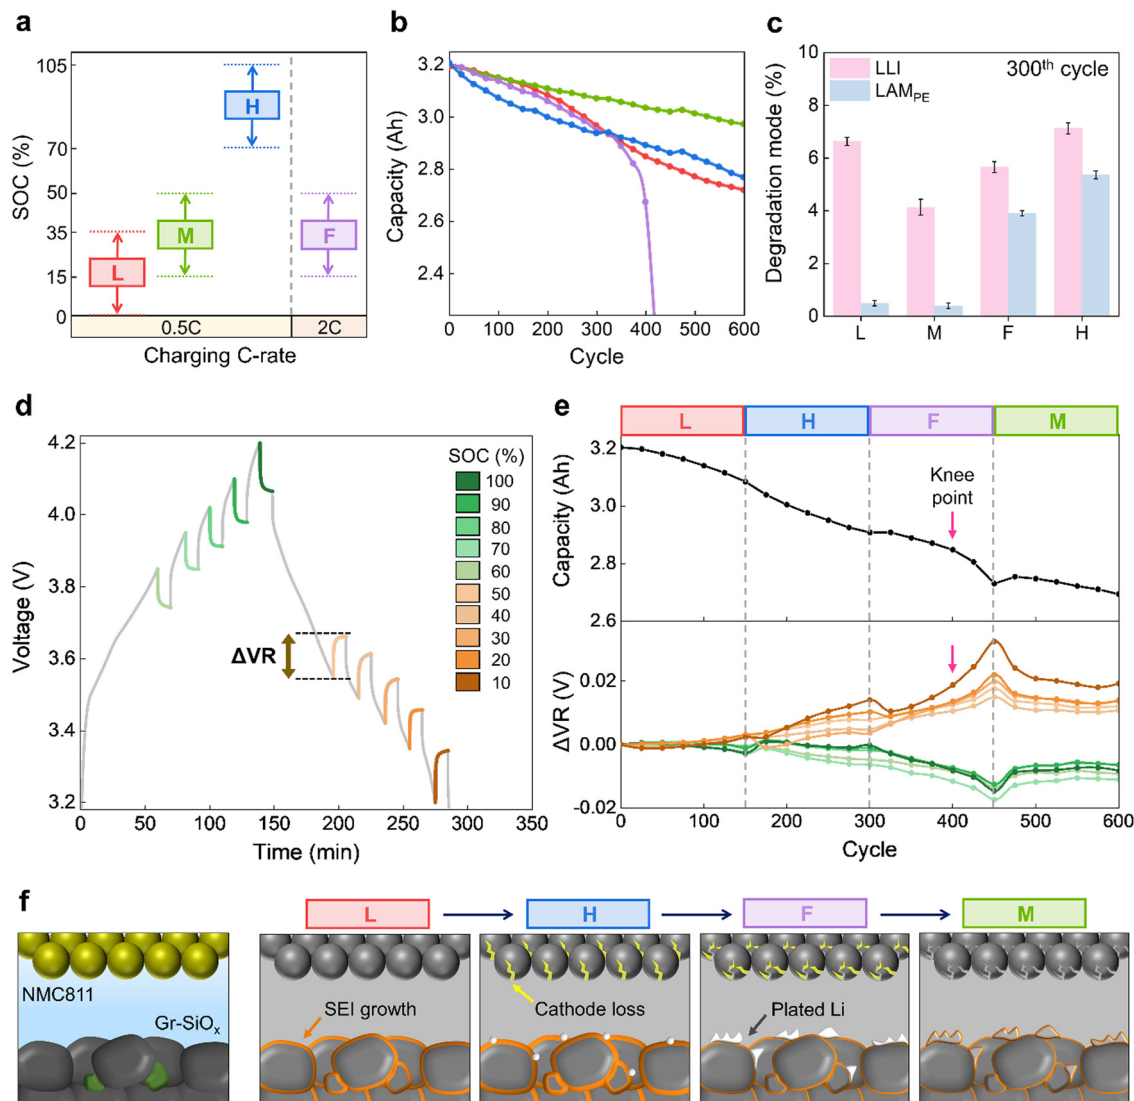 a
105
70
50
35
15
0
SOC (%)
H
M
F
L
0.5C
2C
Charging C-rate
b
3.2
3.0
2.8
2.6
2.4
Capacity (Ah)
0 100 200 300 400 500 600
Cycle
c
10
8
6
4
2
0
Degradation mode (%)
LLI
LAM_PE
300th cycle
L M F H
d
4.2
4.0
3.8
3.6
3.4
3.2
Voltage (V)
ΔVR
SOC (%)
100
90
80
70
60
50
40
30
20
10
0 50 100 150 200 250 300 350
Time (min)
e
L H F M
3.2
3.0
2.8
2.6
Capacity (Ah)
Knee
point
0.02
0.00
-0.02
ΔVR (V)
0 100 200 300 400 500 600
Cycle
f
L H F M
NMC811
Gr-SiOx
SEI growth
Cathode loss
Plated Li